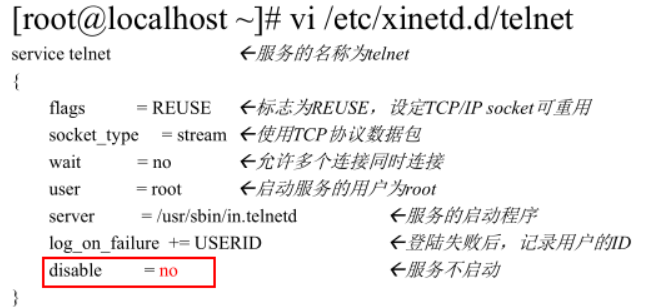 [root@localhost ~]# vi /etc/xinetd.d/telnet
service telnet ←服务的名称为telnet
{
flags = REUSE ←标志为REUSE，设定TCP/IP socket可重用
socket_type = stream ←使用TCP协议数据包
wait = no ←允许多个连接同时连接
user = root ←启动服务的用户为root
server = /usr/sbin/in.telnetd ←服务的启动程序
log_on_failure += USERID ←登陆失败后，记录用户的ID
disable = no ←服务不启动
}